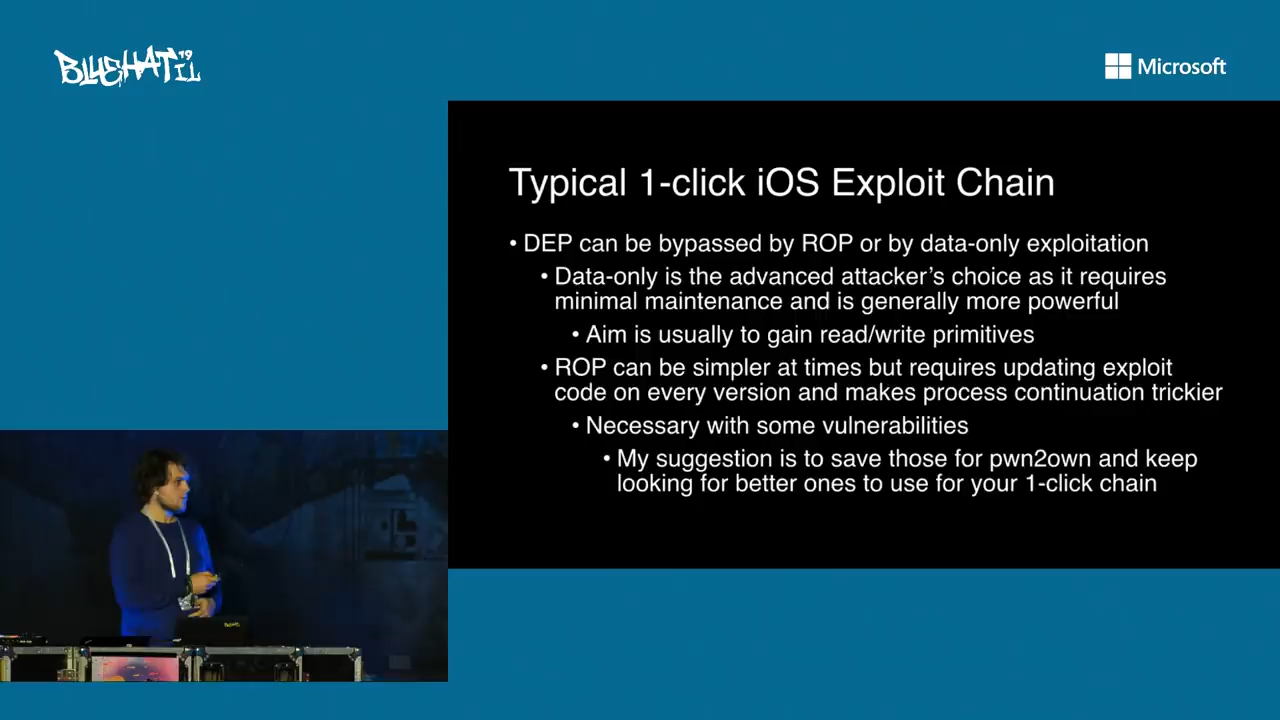 BLUEHAT IL 19
Microsoft
Typical 1-click iOS Exploit Chain
• DEP can be bypassed by ROP or by data-only exploitation
• Data-only is the advanced attacker’s choice as it requires
minimal maintenance and is generally more powerful
• Aim is usually to gain read/write primitives
• ROP can be simpler at times but requires updating exploit
code on every version and makes process continuation trickier
• Necessary with some vulnerabilities
• My suggestion is to save those for pwn2own and keep
looking for better ones to use for your 1-click chain